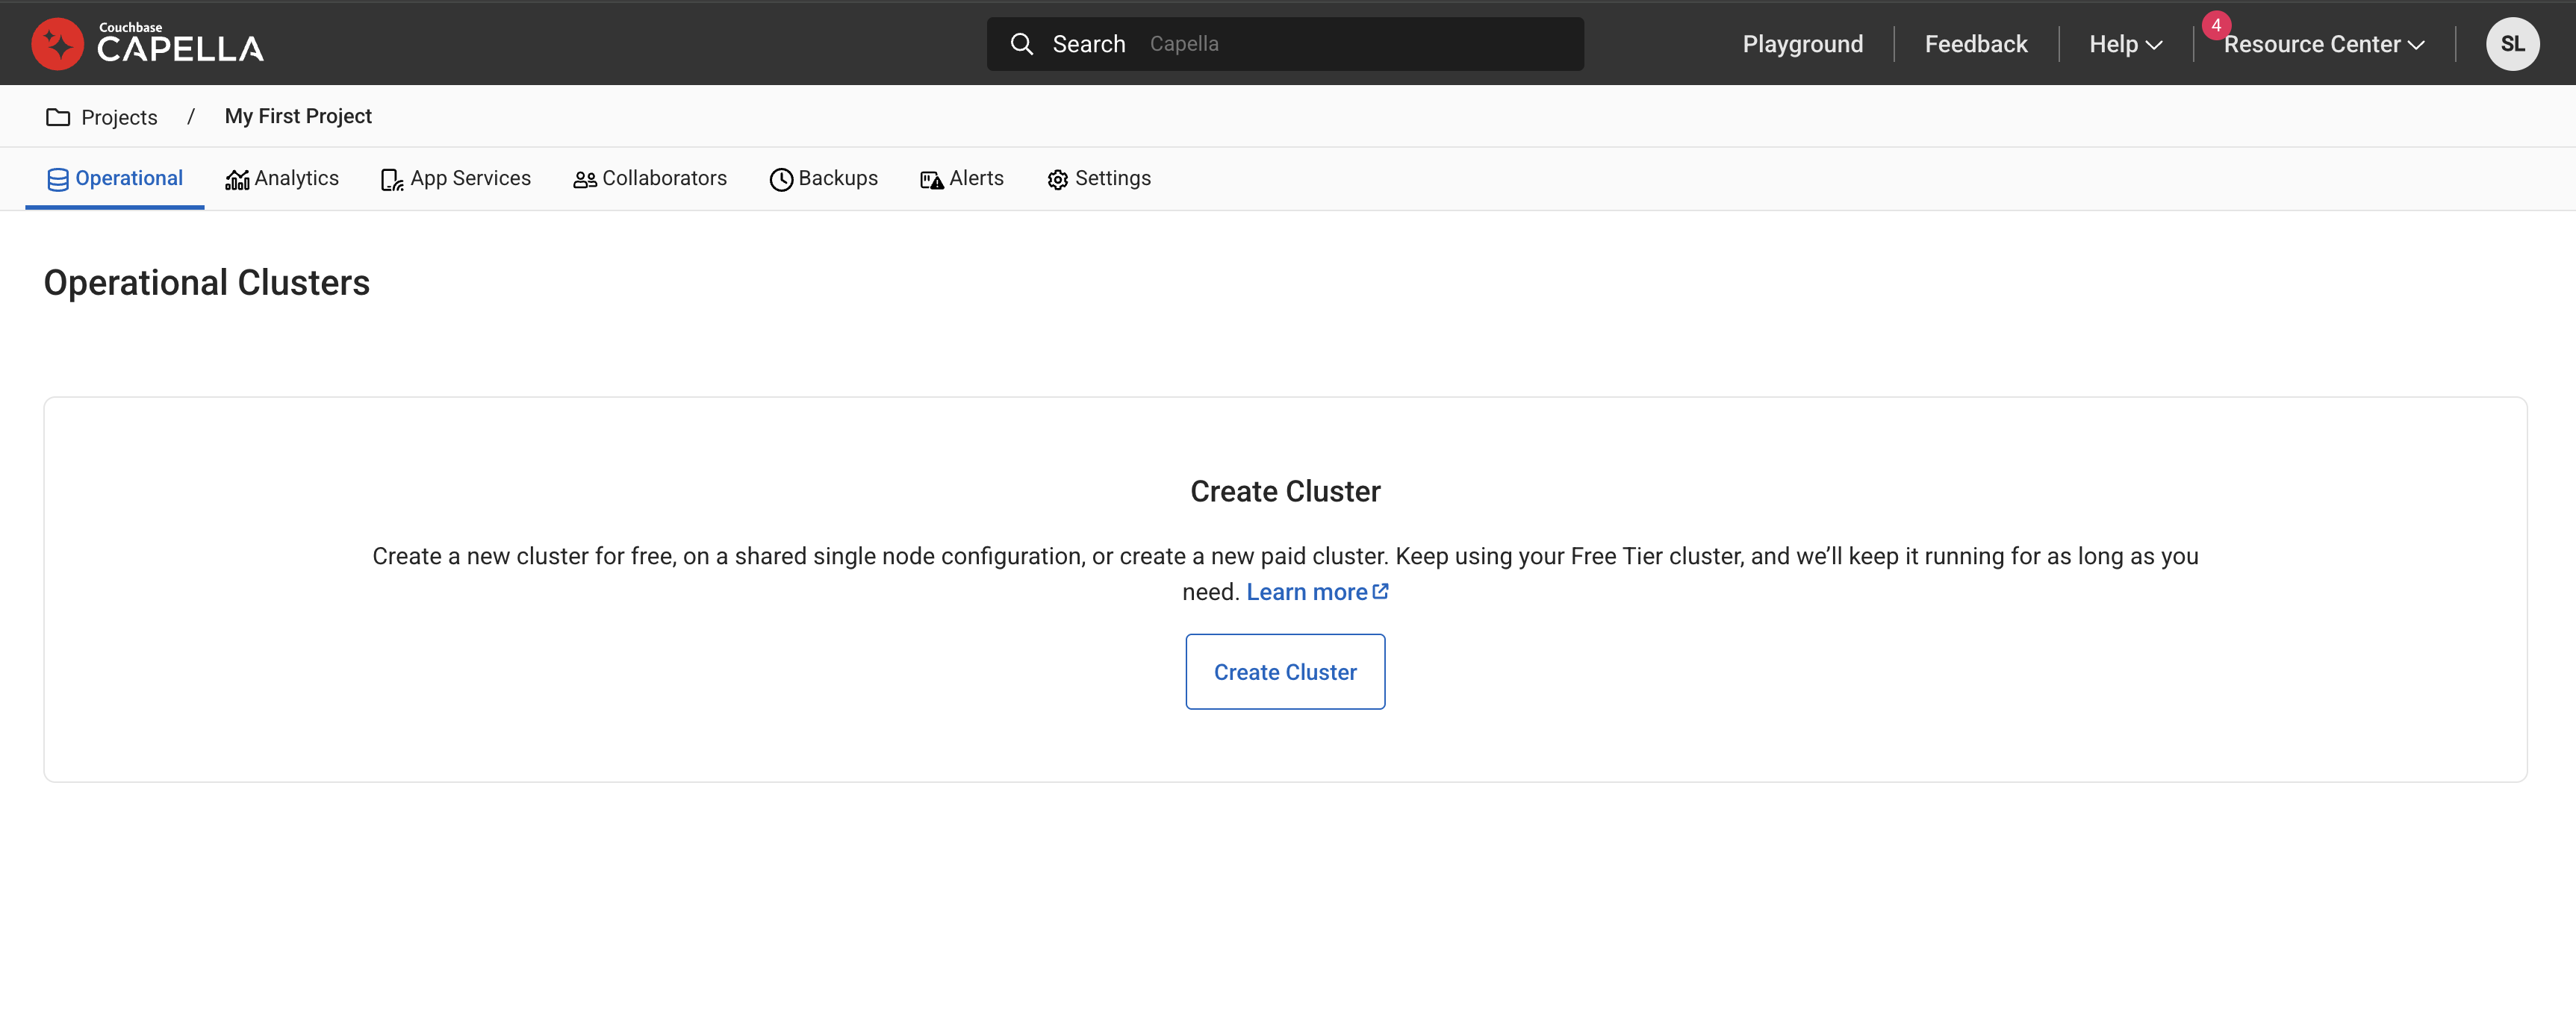 Couchbase
CAPELLA
Search Capella
Playground
Feedback
Help
4
Resource Center
SL
Projects / My First Project
Operational
Analytics
App Services
Collaborators
Backups
Alerts
Settings
Operational Clusters
Create Cluster
Create a new cluster for free, on a shared single node configuration, or create a new paid cluster. Keep using your Free Tier cluster, and we’ll keep it running for as long as you
need. Learn more
Create Cluster